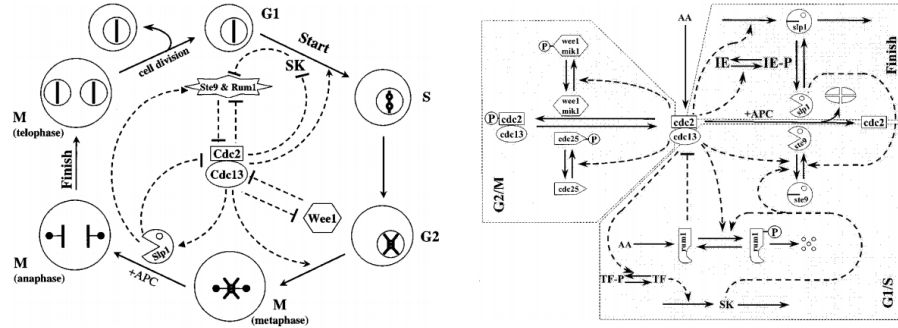 G1
Start
cell division
SK
Ste9 & Rum1
S
M
(telophase)
Cdc2
Cdc13
Finish
Wee1
Slp1
G2
M
(anaphase)
+APC
M
(metaphase)
AA
slp1
P
wee1
mik1
IE
IE-P
Finish
wee1
mik1
slp1
P
cdc2
cdc13
cdc2
cdc13
+APC
cdc2
cdc25
P
ste9
cdc25
ste9
G2/M
AA
rum1
rum1
P
TF-P
TF
SK
G1/S